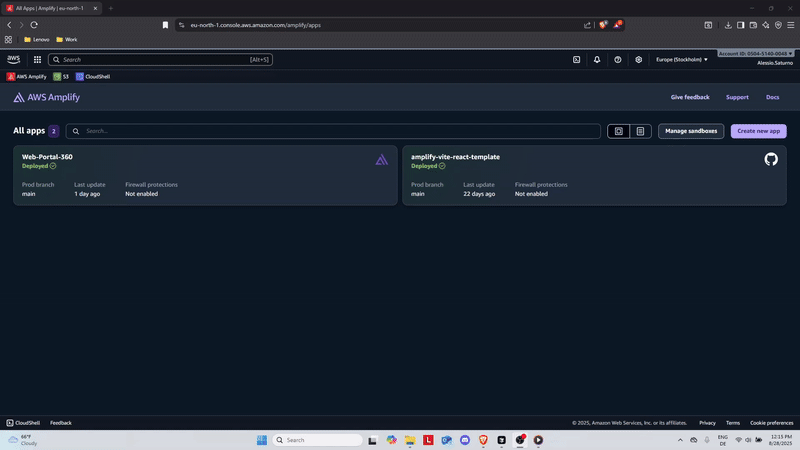 All Apps | Amplify | eu-north-1
eu-north-1.console.aws.amazon.com/amplify/apps
Lenovo
Work
aws
Search
[Alt+S]
Europe (Stockholm)
Account ID: 0504-5140-0048
Alessio.Saturno
AWS Amplify
S3
CloudShell
AWS Amplify
Give feedback
Support
Docs
All apps 2
Search...
Manage sandboxes
Create new app
Web-Portal-360
Deployed
Prod branch
Last update
Firewall protections
main
1 day ago
Not enabled
amplify-vite-react-template
Deployed
Prod branch
Last update
Firewall protections
main
22 days ago
Not enabled
CloudShell
Feedback
© 2025, Amazon Web Services, Inc. or its affiliates.
Privacy
Terms
Cookie preferences
66°F
Cloudy
Search
L
ENG
DE
12:15 PM
8/28/2025